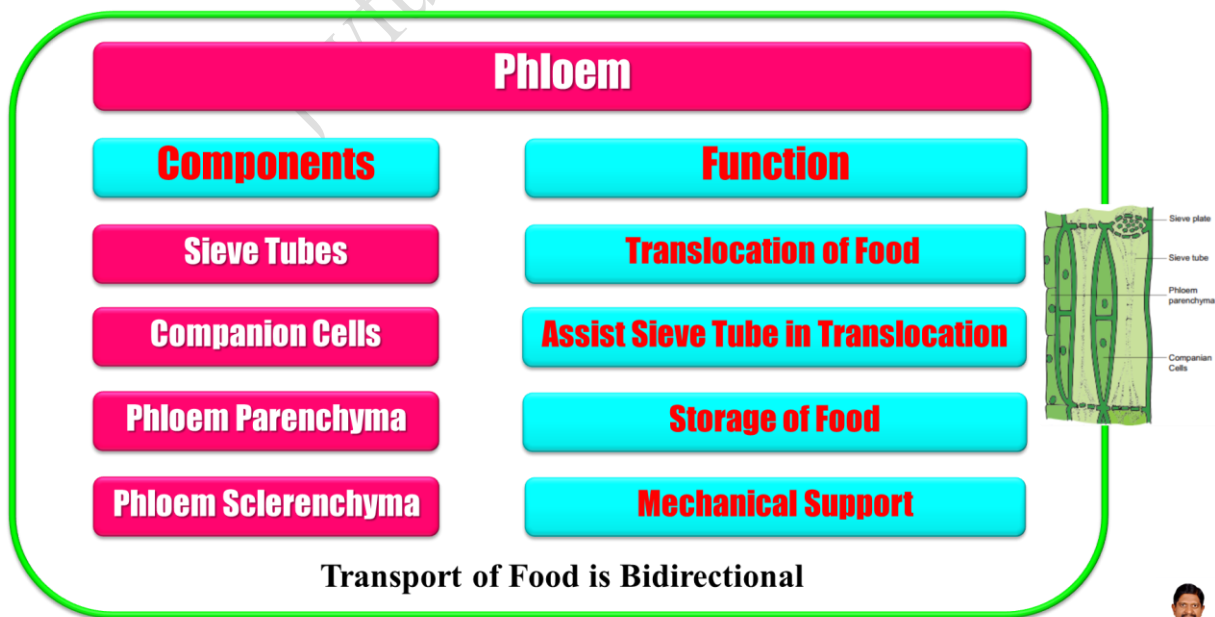 Phloem
Components
Function
Sieve Tubes
Translocation of Food
Companion Cells
Assist Sieve Tube in Translocation
Phloem Parenchyma
Storage of Food
Phloem Sclerenchyma
Mechanical Support
Transport of Food is Bidirectional
Sieve plate
Sieve tube
Phloem
parenchyma
Companian
Cells